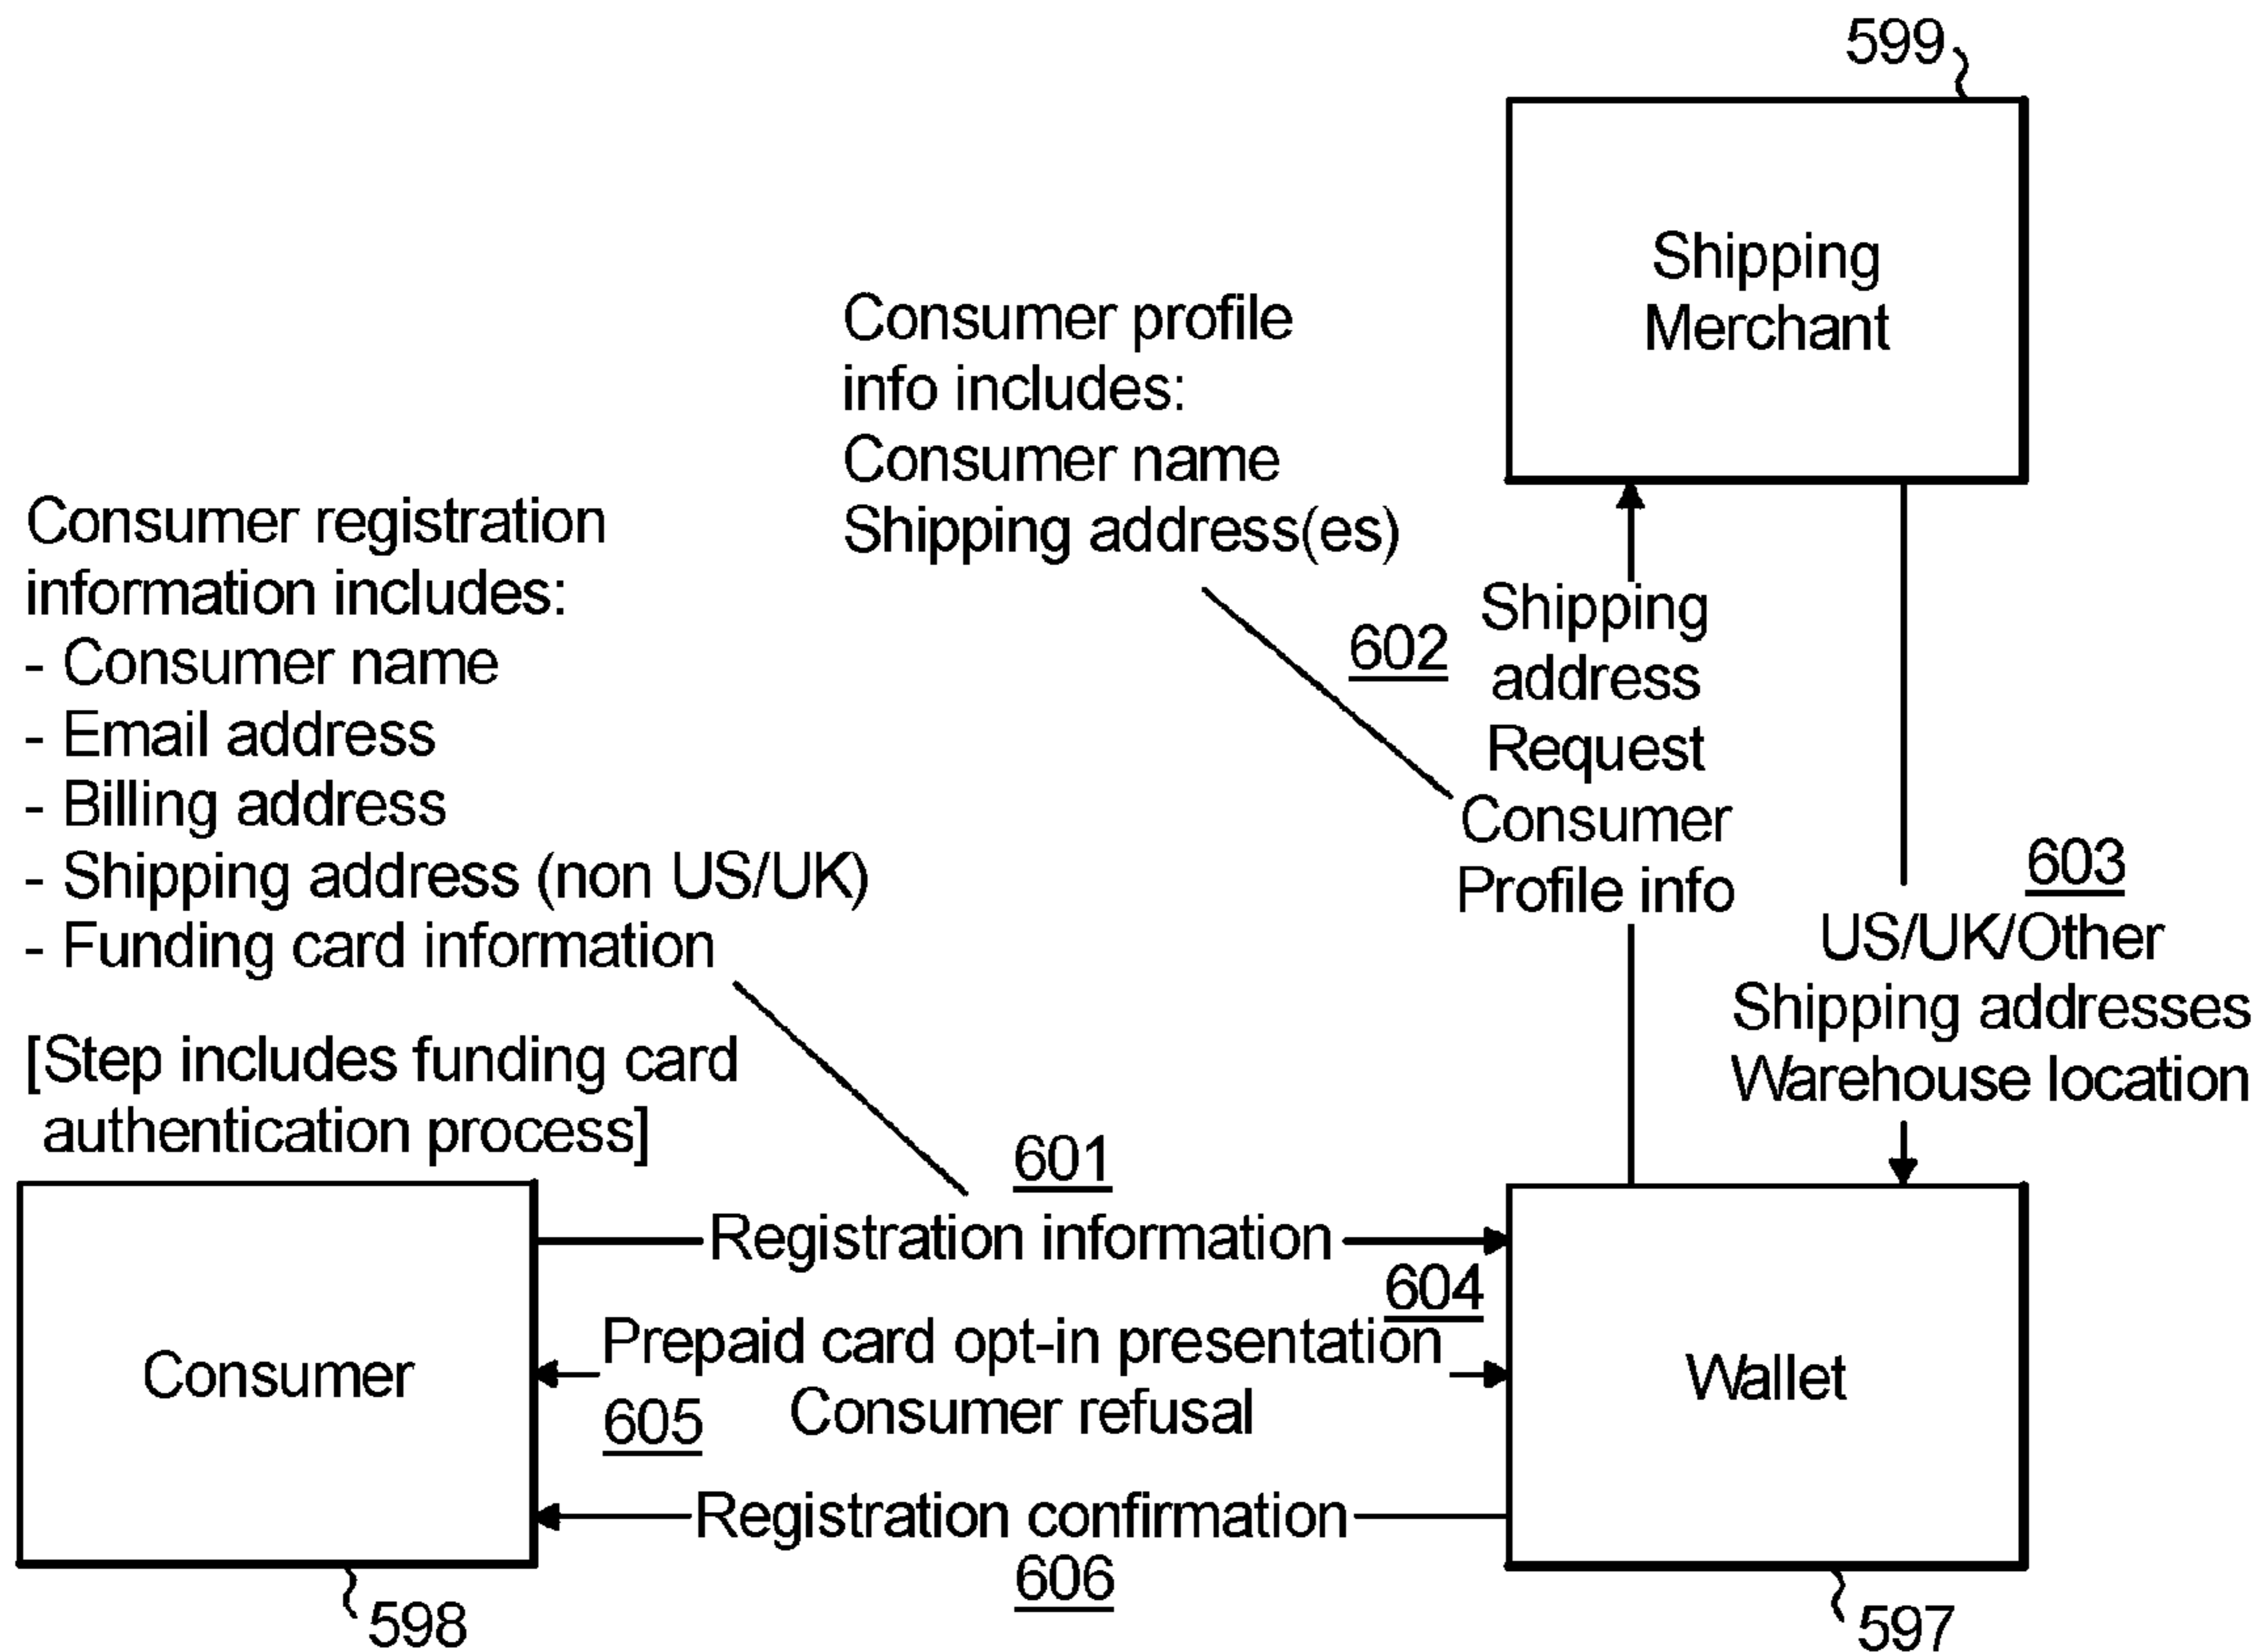 599
Shipping
Merchant
Consumer profile
info includes:
Consumer name
Shipping address(es)
Consumer registration
information includes:
- Consumer name
- Email address
- Billing address
- Shipping address (non US/UK)
- Funding card information
[Step includes funding card
authentication process]
602
Shipping
address
Request
Consumer
Profile info
603
US/UK/Other
Shipping addresses
Warehouse location
601
Registration information
604
Prepaid card opt-in presentation
Consumer refusal
605
Registration confirmation
606
Consumer
598
Wallet
597